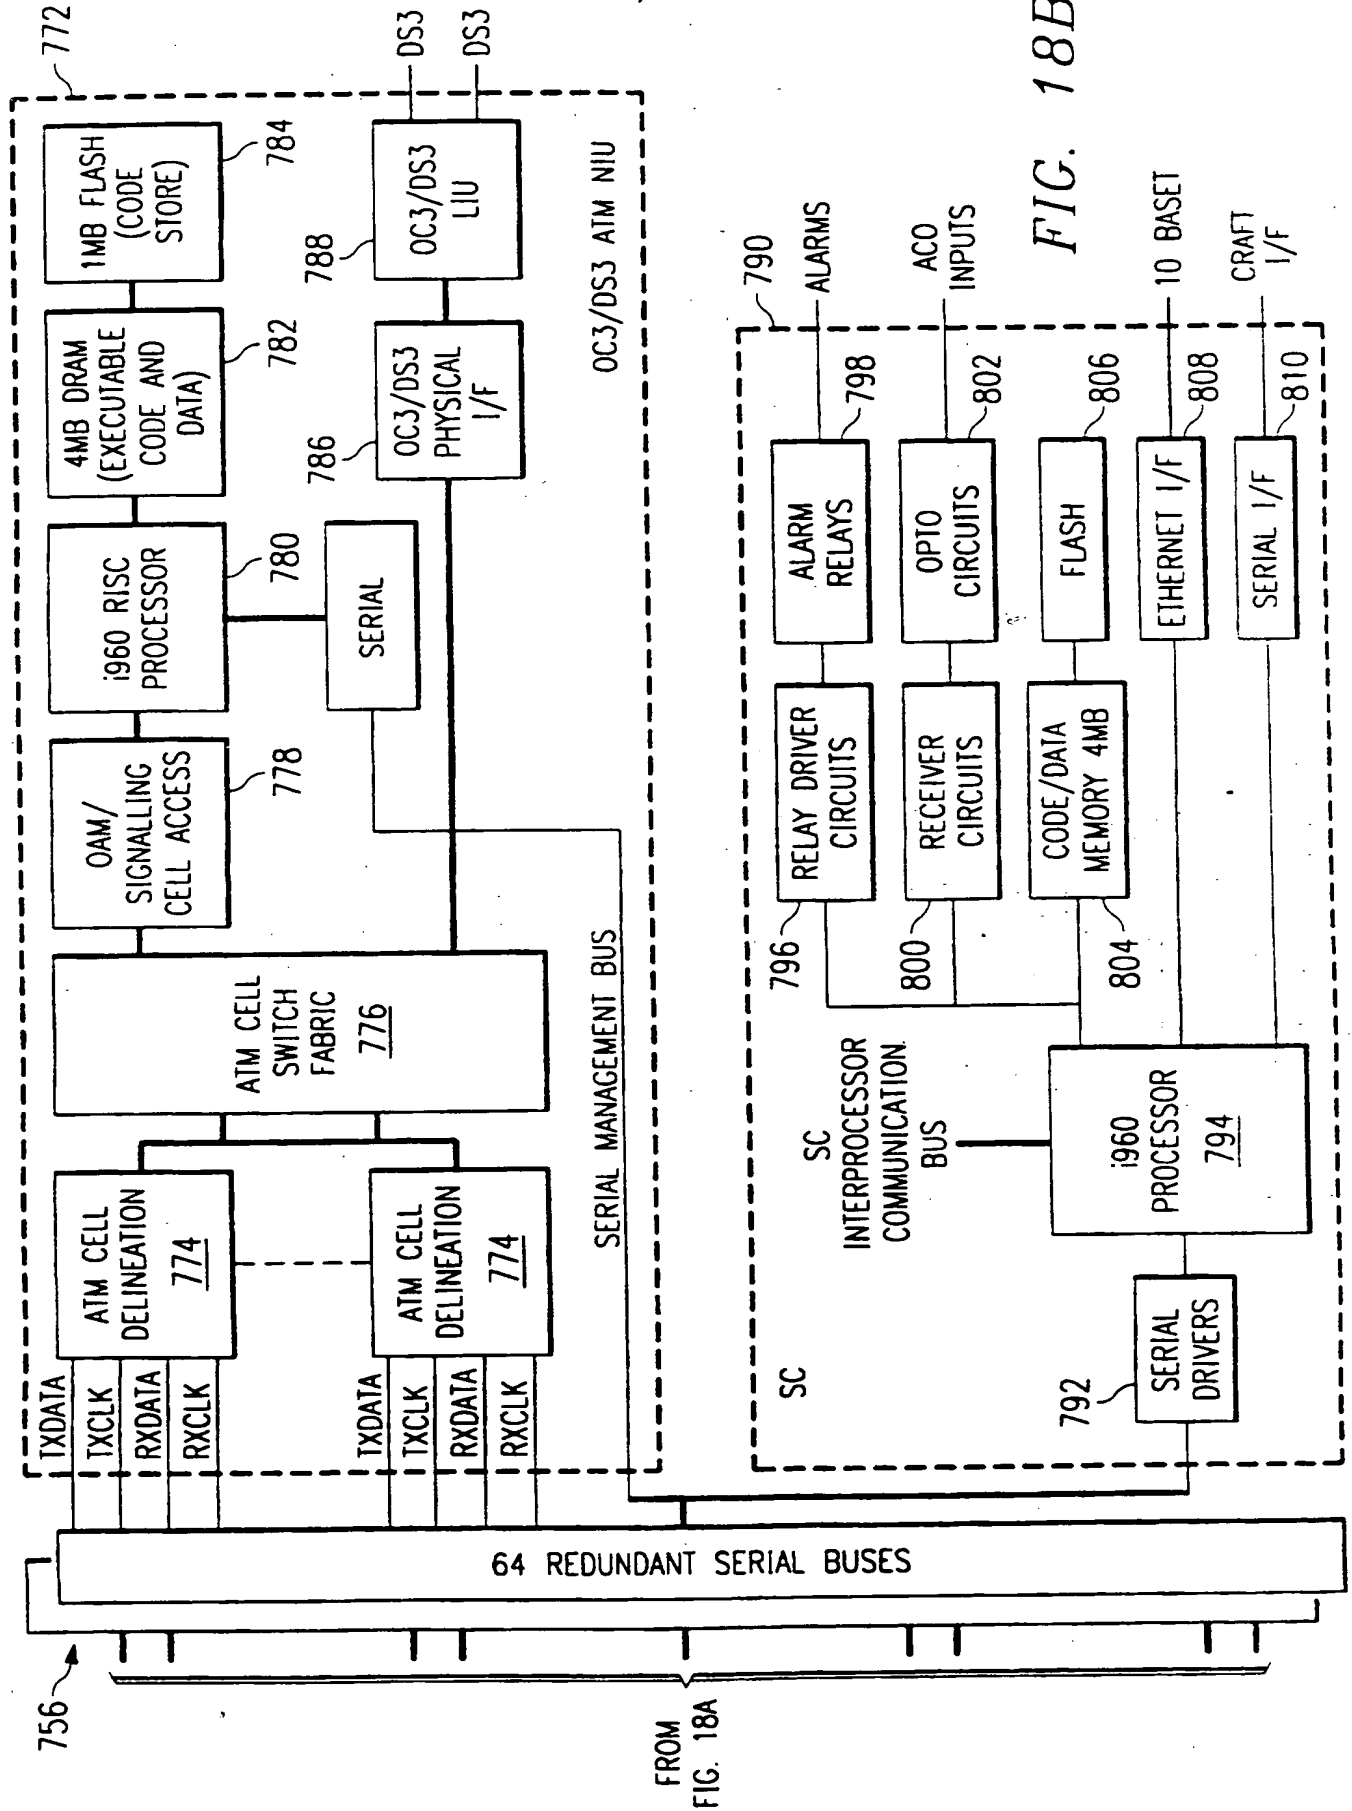 772
1MB FLASH
(CODE
STORE)
784
4MB DRAM
(EXECUTABLE
CODE AND
DATA)
782
i960 RISC
PROCESSOR
780
OAM/
SIGNALLING
CELL ACCESS
778
SERIAL
OC3/DS3
LIU
788
DS3
DS3
OC3/DS3
PHYSICAL
I/F
786
OC3/DS3 ATM NIU
ATM CELL
SWITCH
FABRIC
776
ATM CELL
DELINEATION
774
ATM CELL
DELINEATION
774
TXDATA
TXCLK
RXDATA
RXCLK
TXDATA
TXCLK
RXDATA
RXCLK
SERIAL MANAGEMENT BUS
64 REDUNDANT SERIAL BUSES
756
FROM
FIG. 18A
790
ALARMS
ALARM
RELAYS
798
RELAY DRIVER
CIRCUITS
796
ACO
INPUTS
OPTO
CIRCUITS
802
RECEIVER
CIRCUITS
800
FLASH
806
CODE/DATA
MEMORY 4MB
804
10 BASET
ETHERNET I/F
808
CRAFT
I/F
SERIAL I/F
810
SC
INTERPROCESSOR
COMMUNICATION
BUS
i960
PROCESSOR
794
SERIAL
DRIVERS
792
SC
FIG. 18B